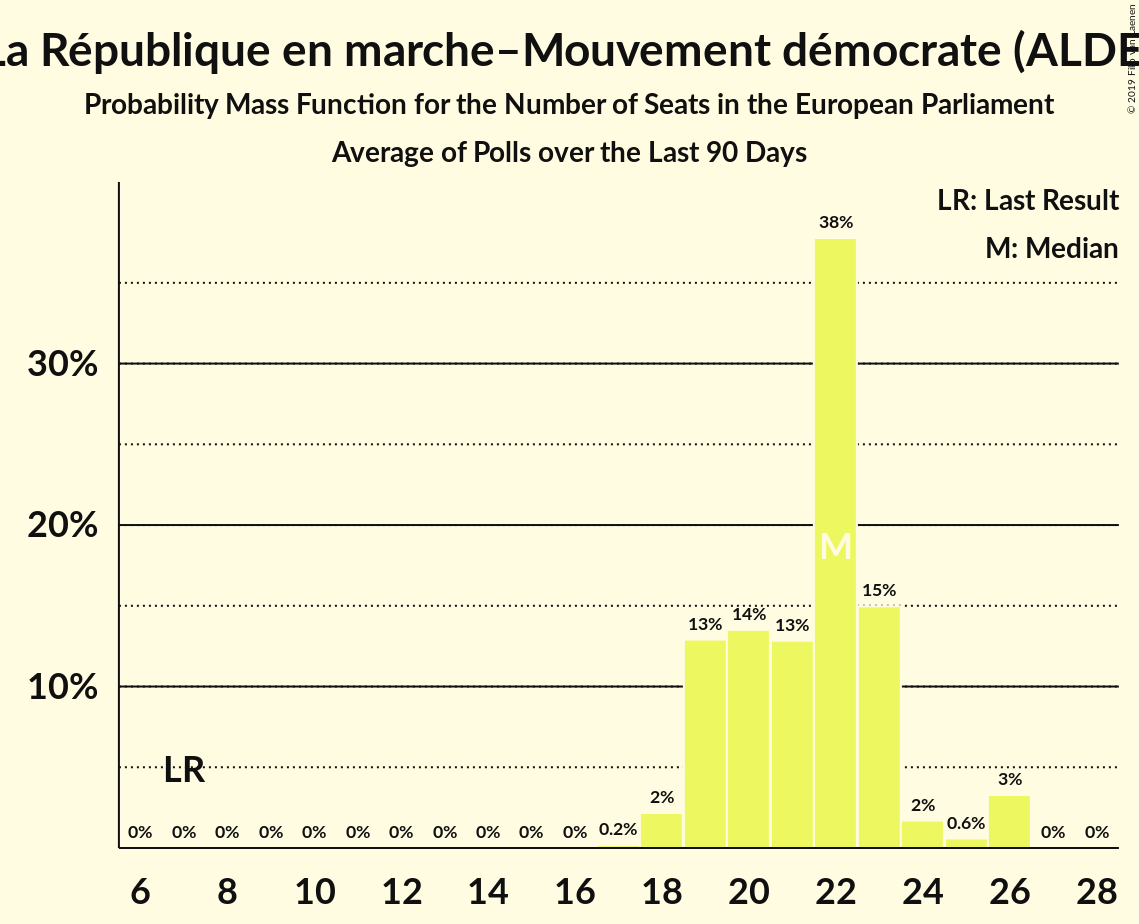 La République en marche–Mouvement démocrate (ALDE
Probability Mass Function for the Number of Seats in the European Parliament
Average of Polls over the Last 90 Days
© 2019
LR: Last Result
M: Median
38%
30%
M
20%
15%
14%
13%
13%
10%
LR
3%
2%
2%
0.6%
0% 0% 0% 0% 0% 0% 0% 0% 0% 0% 0% 0.2% 0% 0%
6 8 10 12 14 16 18 20 22 24 26 28